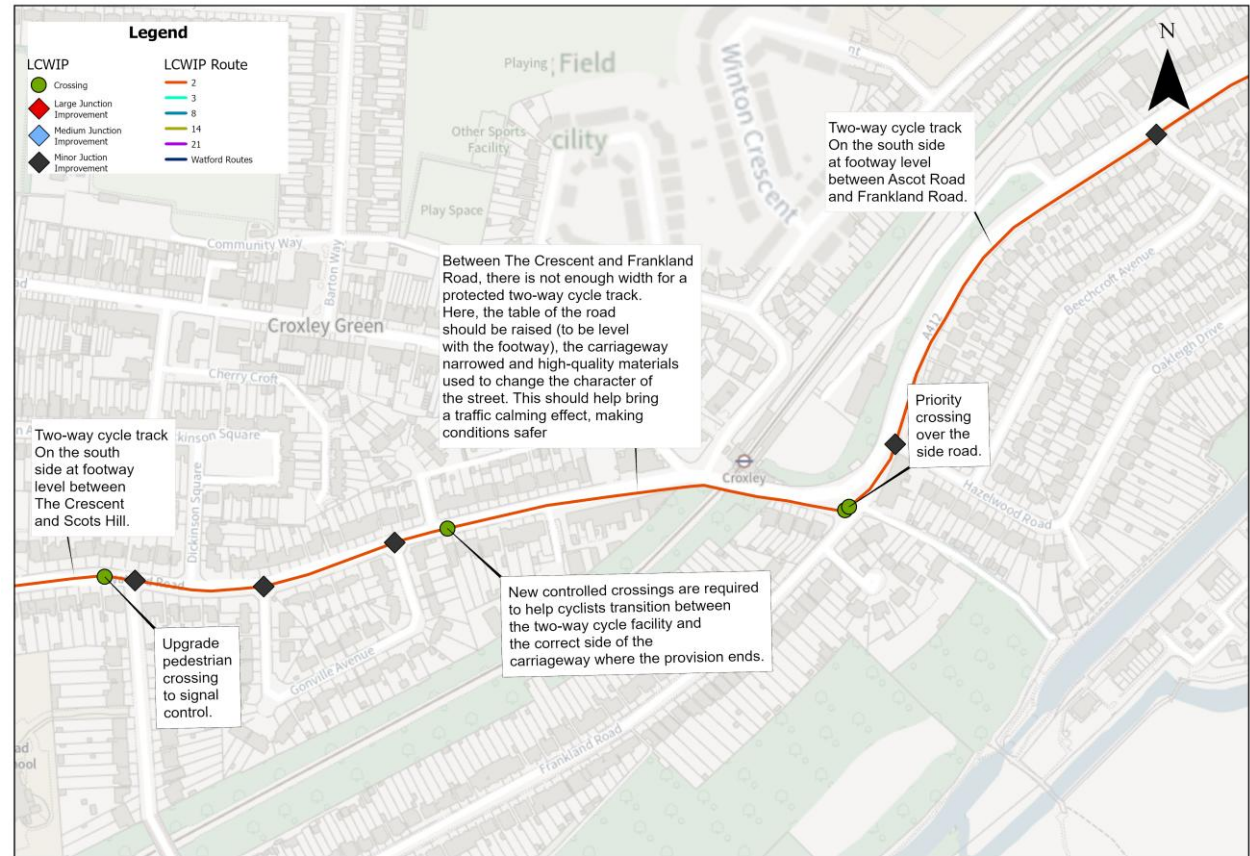 Legend
LCWIP
Crossing
Large Junction
Improvement
Medium Junction
Improvement
Minor Juction
Improvement
LCWIP Route
2
3
8
14
21
Watford Routes
N
Playing
Field
cility
Other Sports
Facility
Play Space
Winton Crescent
nt
Two-way cycle track
On the south side
at footway level
between Ascot Road
and Frankland Road.
Community Way
Barton Way
Croxley Green
Cherry Croft
Dickinson Square
Dickinson Square
Between The Crescent and Frankland
Road, there is not enough width for a
protected two-way cycle track.
Here, the table of the road
should be raised (to be level
with the footway), the carriageway
narrowed and high-quality materials
used to change the character of
the street. This should help bring
a traffic calming effect, making
conditions safer
A412
Beechcroft Avenue
Oakleigh Drive
Priority
crossing
over the
side road.
Croxley
Hazelwood Road
Two-way cycle track
On the south
side at footway
level between
The Crescent
and Scots Hill.
Road
Upgrade
pedestrian
crossing
to signal
control.
Gonville Avenue
New controlled crossings are required
to help cyclists transition between
the two-way cycle facility and
the correct side of the
carriageway where the provision ends.
Frankland Road
ad
ool